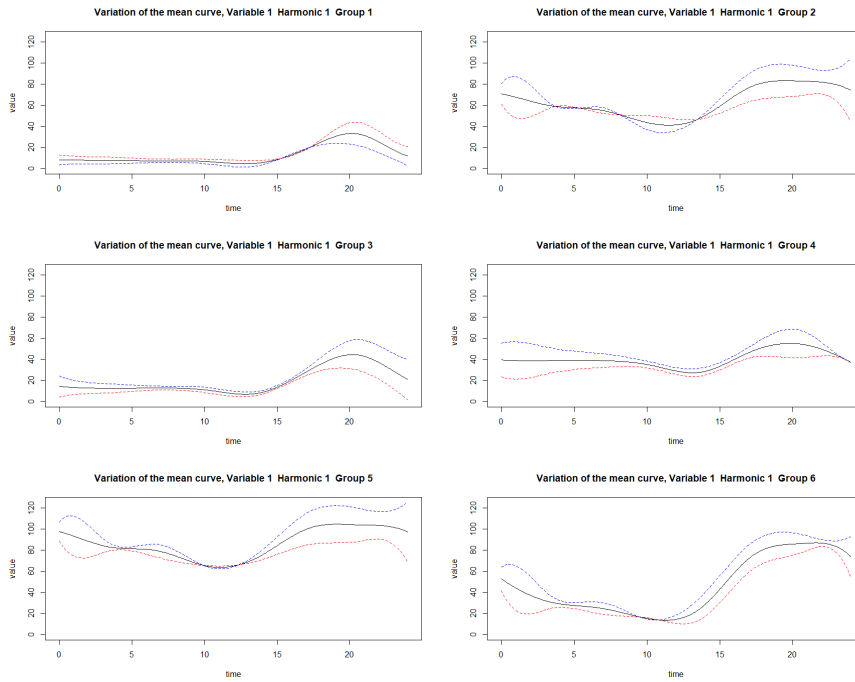 Variation of the mean curve, Variable 1 Harmonic 1 Group 1
value
0 20 40 60 80 100 120
0 5 10 15 20
time
Variation of the mean curve, Variable 1 Harmonic 1 Group 2
value
0 20 40 60 80 100 120
0 5 10 15 20
time
Variation of the mean curve, Variable 1 Harmonic 1 Group 3
value
0 20 40 60 80 100 120
0 5 10 15 20
time
Variation of the mean curve, Variable 1 Harmonic 1 Group 4
value
0 20 40 60 80 100 120
0 5 10 15 20
time
Variation of the mean curve, Variable 1 Harmonic 1 Group 5
value
0 20 40 60 80 100 120
0 5 10 15 20
time
Variation of the mean curve, Variable 1 Harmonic 1 Group 6
value
0 20 40 60 80 100 120
0 5 10 15 20
time